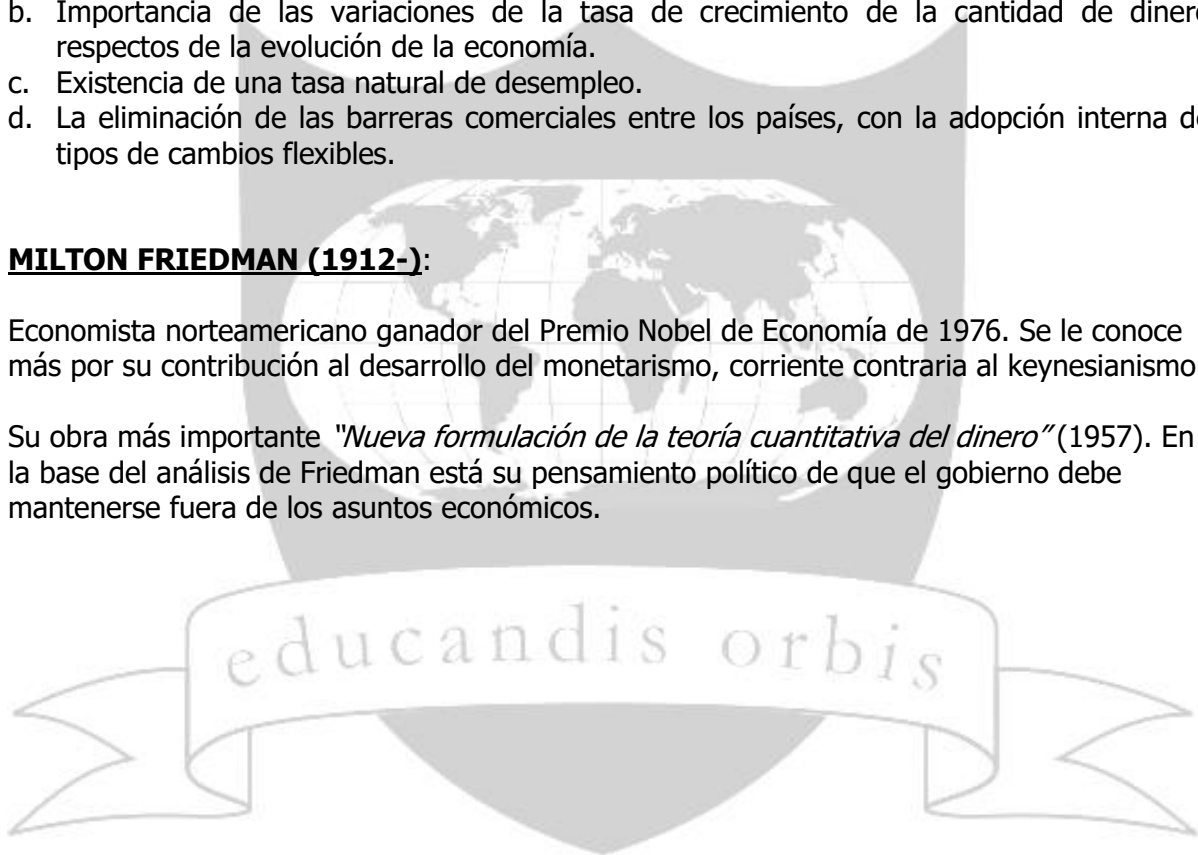 b. Importancia de las variaciones de la tasa de crecimiento de la cantidad de dinero
respectos de la evolución de la economía.
c. Existencia de una tasa natural de desempleo.
d. La eliminación de las barreras comerciales entre los países, con la adopción interna de
tipos de cambios flexibles.
MILTON FRIEDMAN (1912-):
Economista norteamericano ganador del Premio Nobel de Economía de 1976. Se le conoce
más por su contribución al desarrollo del monetarismo, corriente contraria al keynesianismo
Su obra más importante "Nueva formulación de la teoría cuantitativa del dinero" (1957). En
la base del análisis de Friedman está su pensamiento político de que el gobierno debe
mantenerse fuera de los asuntos económicos.
educandis orbis